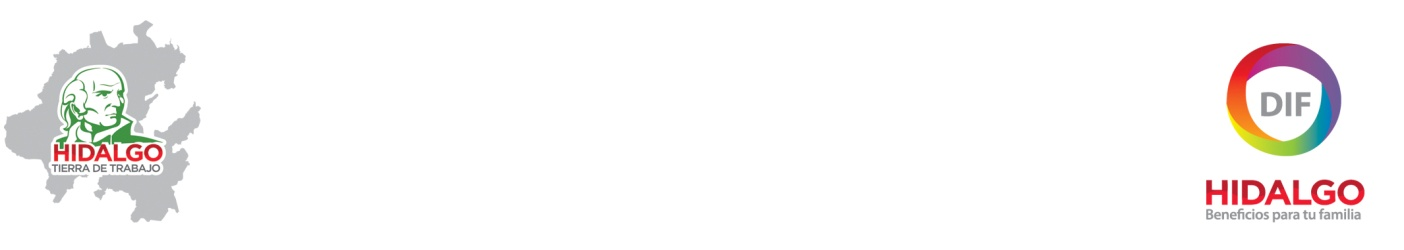 HIDALGO
TIERRA DE TRABAJO
DIF
HIDALGO
Beneficios para tu familia